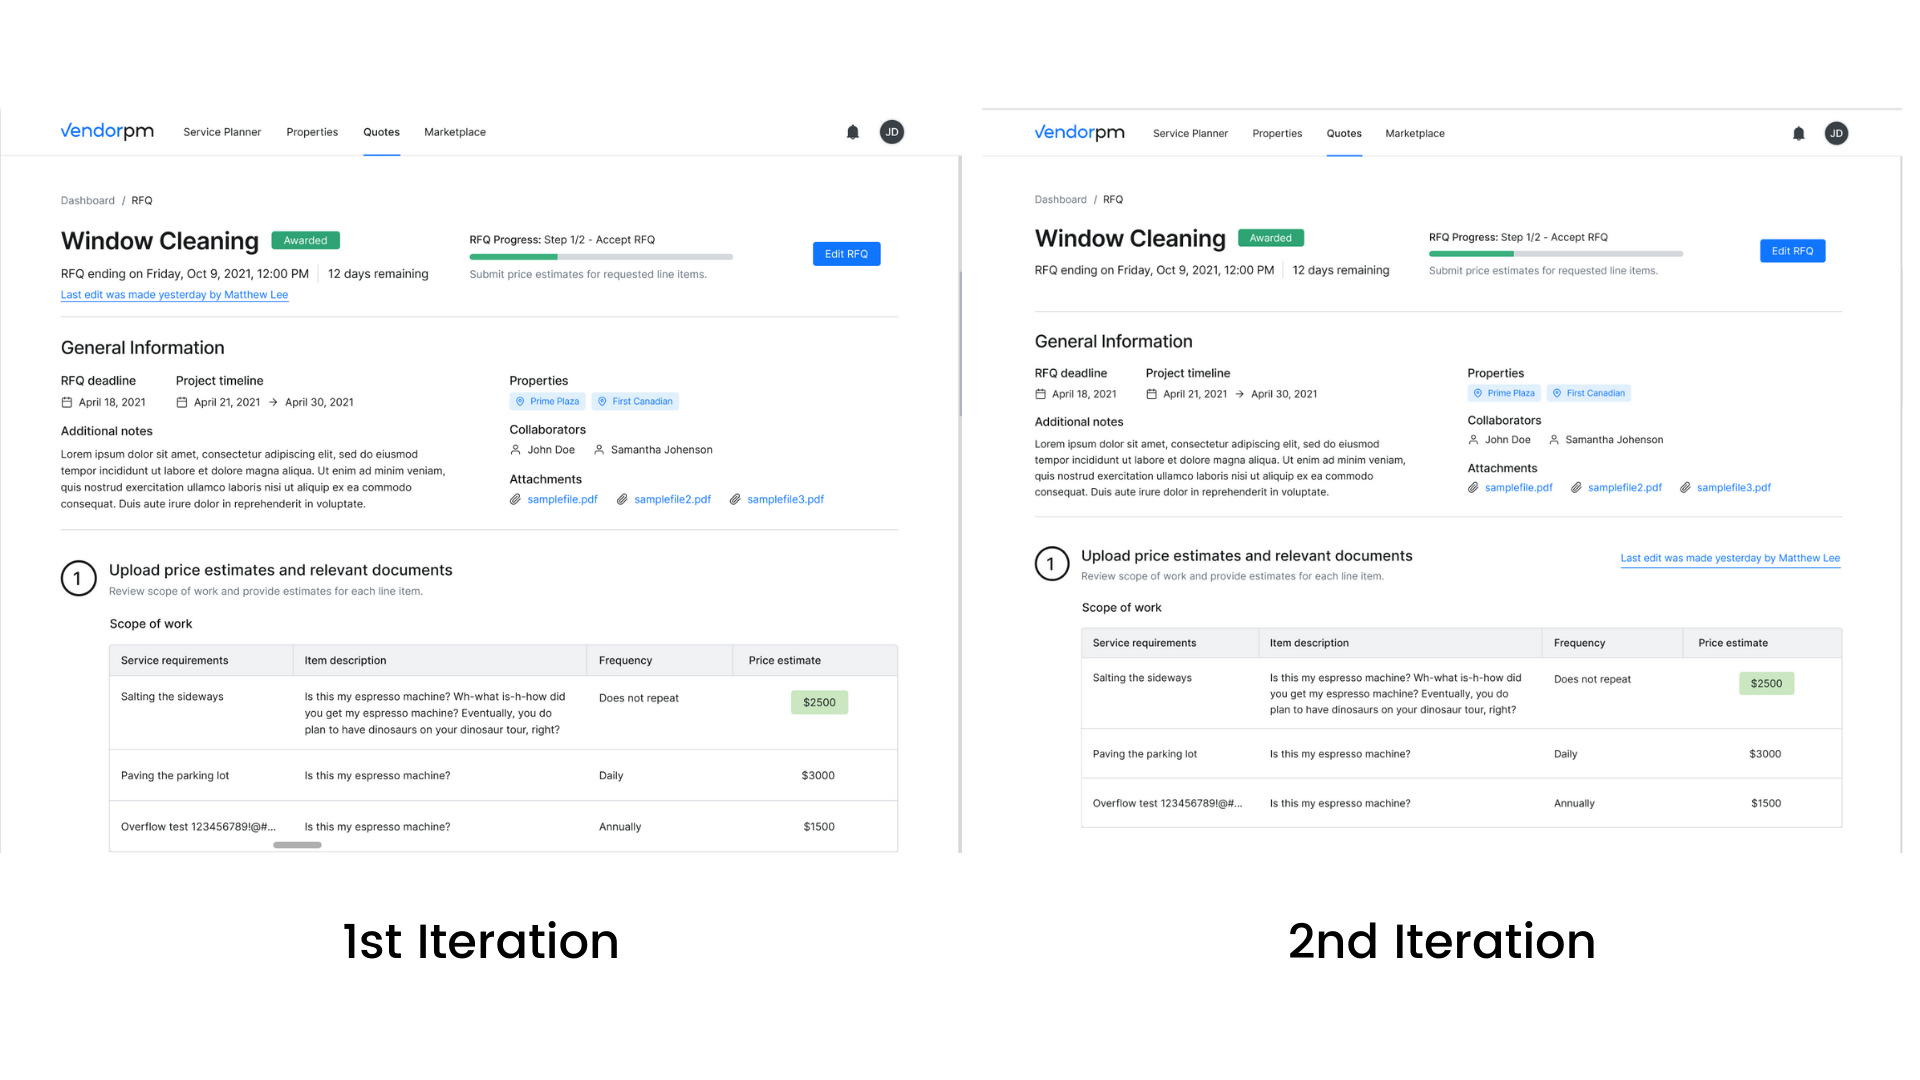 vendorpm Service Planner Properties Quotes Marketplace JD
Dashboard / RFQ
Window Cleaning Awarded
RFQ ending on Friday, Oct 9, 2021, 12:00 PM 12 days remaining
Last edit was made yesterday by Matthew Lee
RFQ Progress: Step 1/2 - Accept RFQ
Submit price estimates for requested line items.
Edit RFQ
General Information
RFQ deadline Project timeline
April 18, 2021 April 21, 2021 → April 30, 2021
Additional notes
Lorem ipsum dolor sit amet, consectetur adipiscing elit, sed do eiusmod
tempor incididunt ut labore et dolore magna aliqua. Ut enim ad minim veniam,
quis nostrud exercitation ullamco laboris nisi ut aliquip ex ea commodo
consequat. Duis aute irure dolor in reprehenderit in voluptate.
Properties
Prime Plaza First Canadian
Collaborators
John Doe Samantha Johenson
Attachments
samplefile.pdf samplefile2.pdf samplefile3.pdf
1 Upload price estimates and relevant documents
Review scope of work and provide estimates for each line item.
Scope of work
Service requirements Item description Frequency Price estimate
Salting the sideways Is this my espresso machine? Wh-what is-h-how did Does not repeat $2500
you get my espresso machine? Eventually, you do
plan to have dinosaurs on your dinosaur tour, right?
Paving the parking lot Is this my espresso machine? Daily $3000
Overflow test 123456789!@#... Is this my espresso machine? Annually $1500
1st Iteration
vendorpm Service Planner Properties Quotes Marketplace JD
Dashboard / RFQ
Window Cleaning Awarded
RFQ ending on Friday, Oct 9, 2021, 12:00 PM 12 days remaining
RFQ Progress: Step 1/2 - Accept RFQ
Submit price estimates for requested line items.
Edit RFQ
General Information
RFQ deadline Project timeline
April 18, 2021 April 21, 2021 → April 30, 2021
Additional notes
Lorem ipsum dolor sit amet, consectetur adipiscing elit, sed do eiusmod
tempor incididunt ut labore et dolore magna aliqua. Ut enim ad minim veniam,
quis nostrud exercitation ullamco laboris nisi ut aliquip ex ea commodo
consequat. Duis aute irure dolor in reprehenderit in voluptate.
Properties
Prime Plaza First Canadian
Collaborators
John Doe Samantha Johenson
Attachments
samplefile.pdf samplefile2.pdf samplefile3.pdf
1 Upload price estimates and relevant documents
Last edit was made yesterday by Matthew Lee
Review scope of work and provide estimates for each line item.
Scope of work
Service requirements Item description Frequency Price estimate
Salting the sideways Is this my espresso machine? Wh-what is-h-how did Does not repeat $2500
you get my espresso machine? Eventually, you do
plan to have dinosaurs on your dinosaur tour, right?
Paving the parking lot Is this my espresso machine? Daily $3000
Overflow test 123456789!@#... Is this my espresso machine? Annually $1500
2nd Iteration